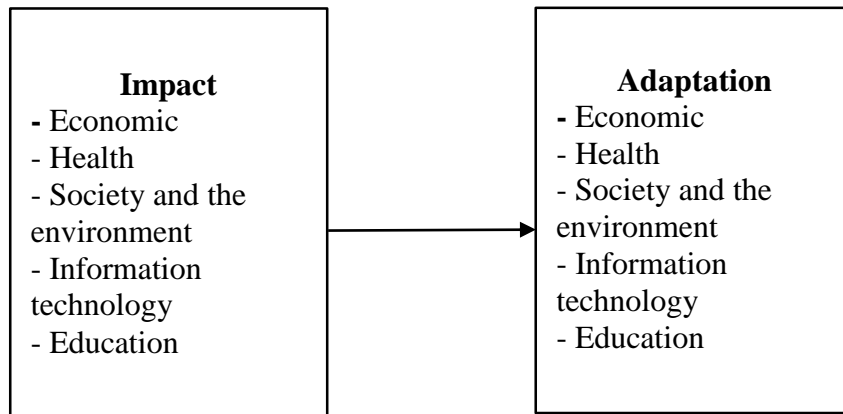 Impact
- Economic
- Health
- Society and the
environment
- Information
technology
- Education
Adaptation
- Economic
- Health
- Society and the
environment
- Information
technology
- Education